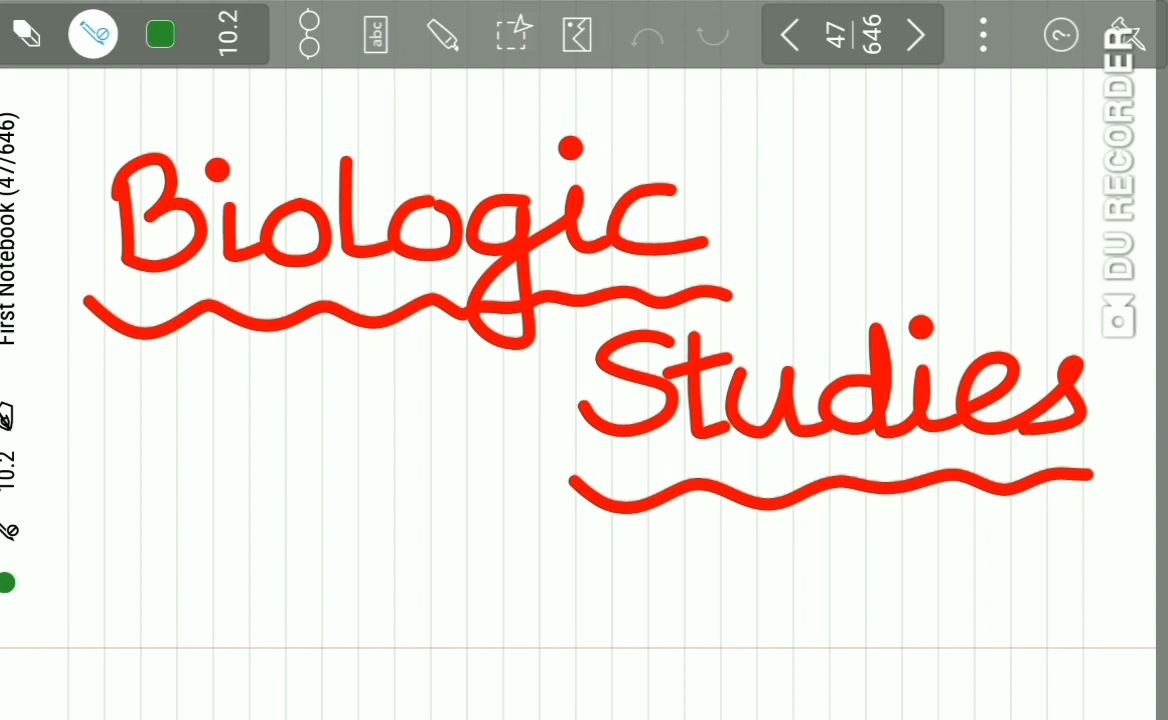 10.2
abc
47
646
?
First Notebook (47/646)
10.2
DU RECORDER
Biologic
Studies